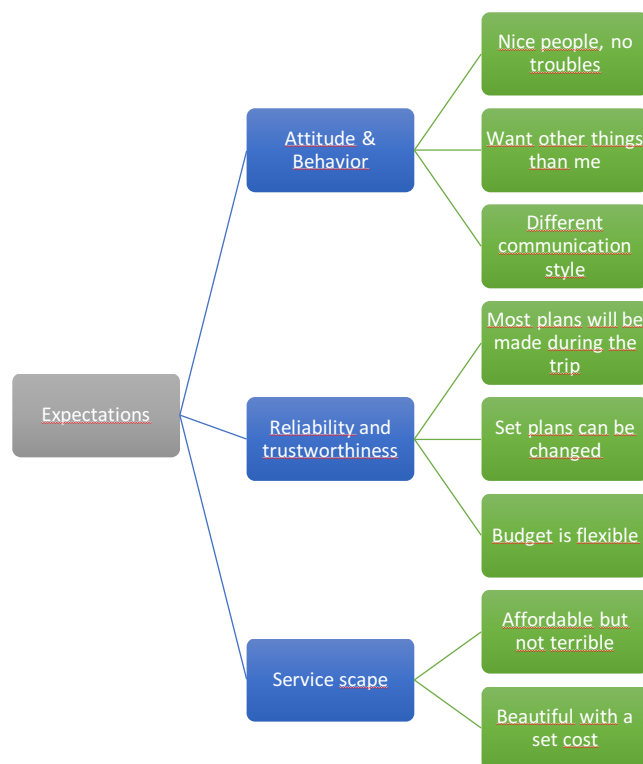 Expectations
Attitude &
Behavior
Nice people, no
troubles
Want other things
than me
Different
communication
style
Reliability and
trustworthiness
Most plans will be
made during the
trip
Set plans can be
changed
Budget is flexible
Service scape
Affordable but
not terrible
Beautiful with a
set cost